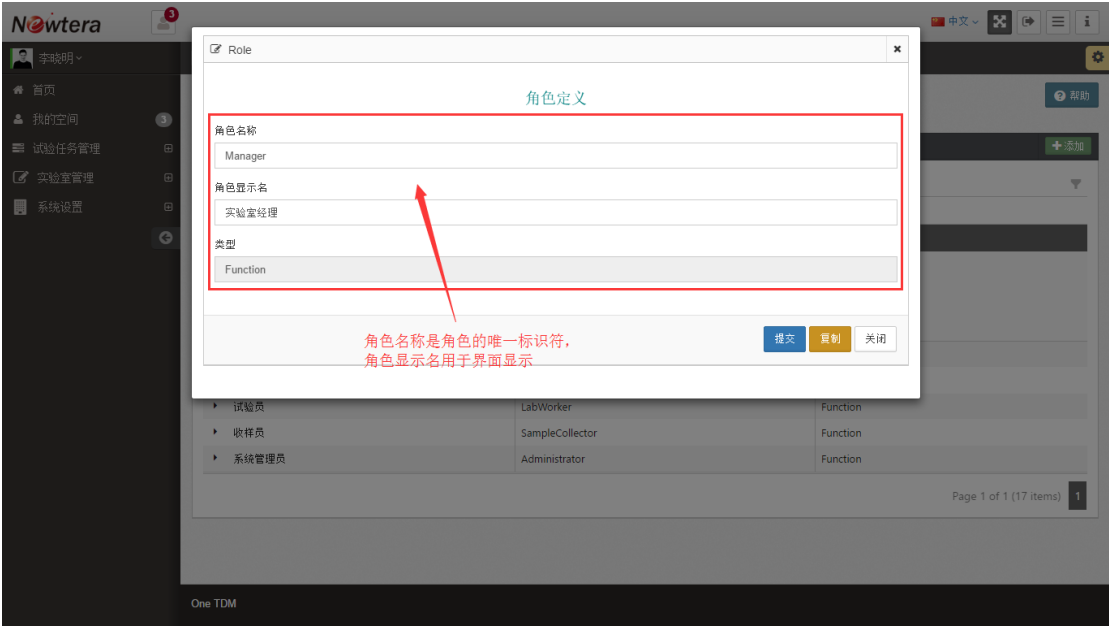 Newtera
3
中文
李晓明
首页
我的空间
3
试验任务管理
实验室管理
系统设置
Role
角色定义
角色名称
Manager
角色显示名
实验室经理
类型
Function
角色名称是角色的唯一标识符，
角色显示名用于界面显示
提交
复制
关闭
帮助
添加
试验员 LabWorker Function
收样员 SampleCollector Function
系统管理员 Administrator Function
Page 1 of 1 (17 items) 1
One TDM